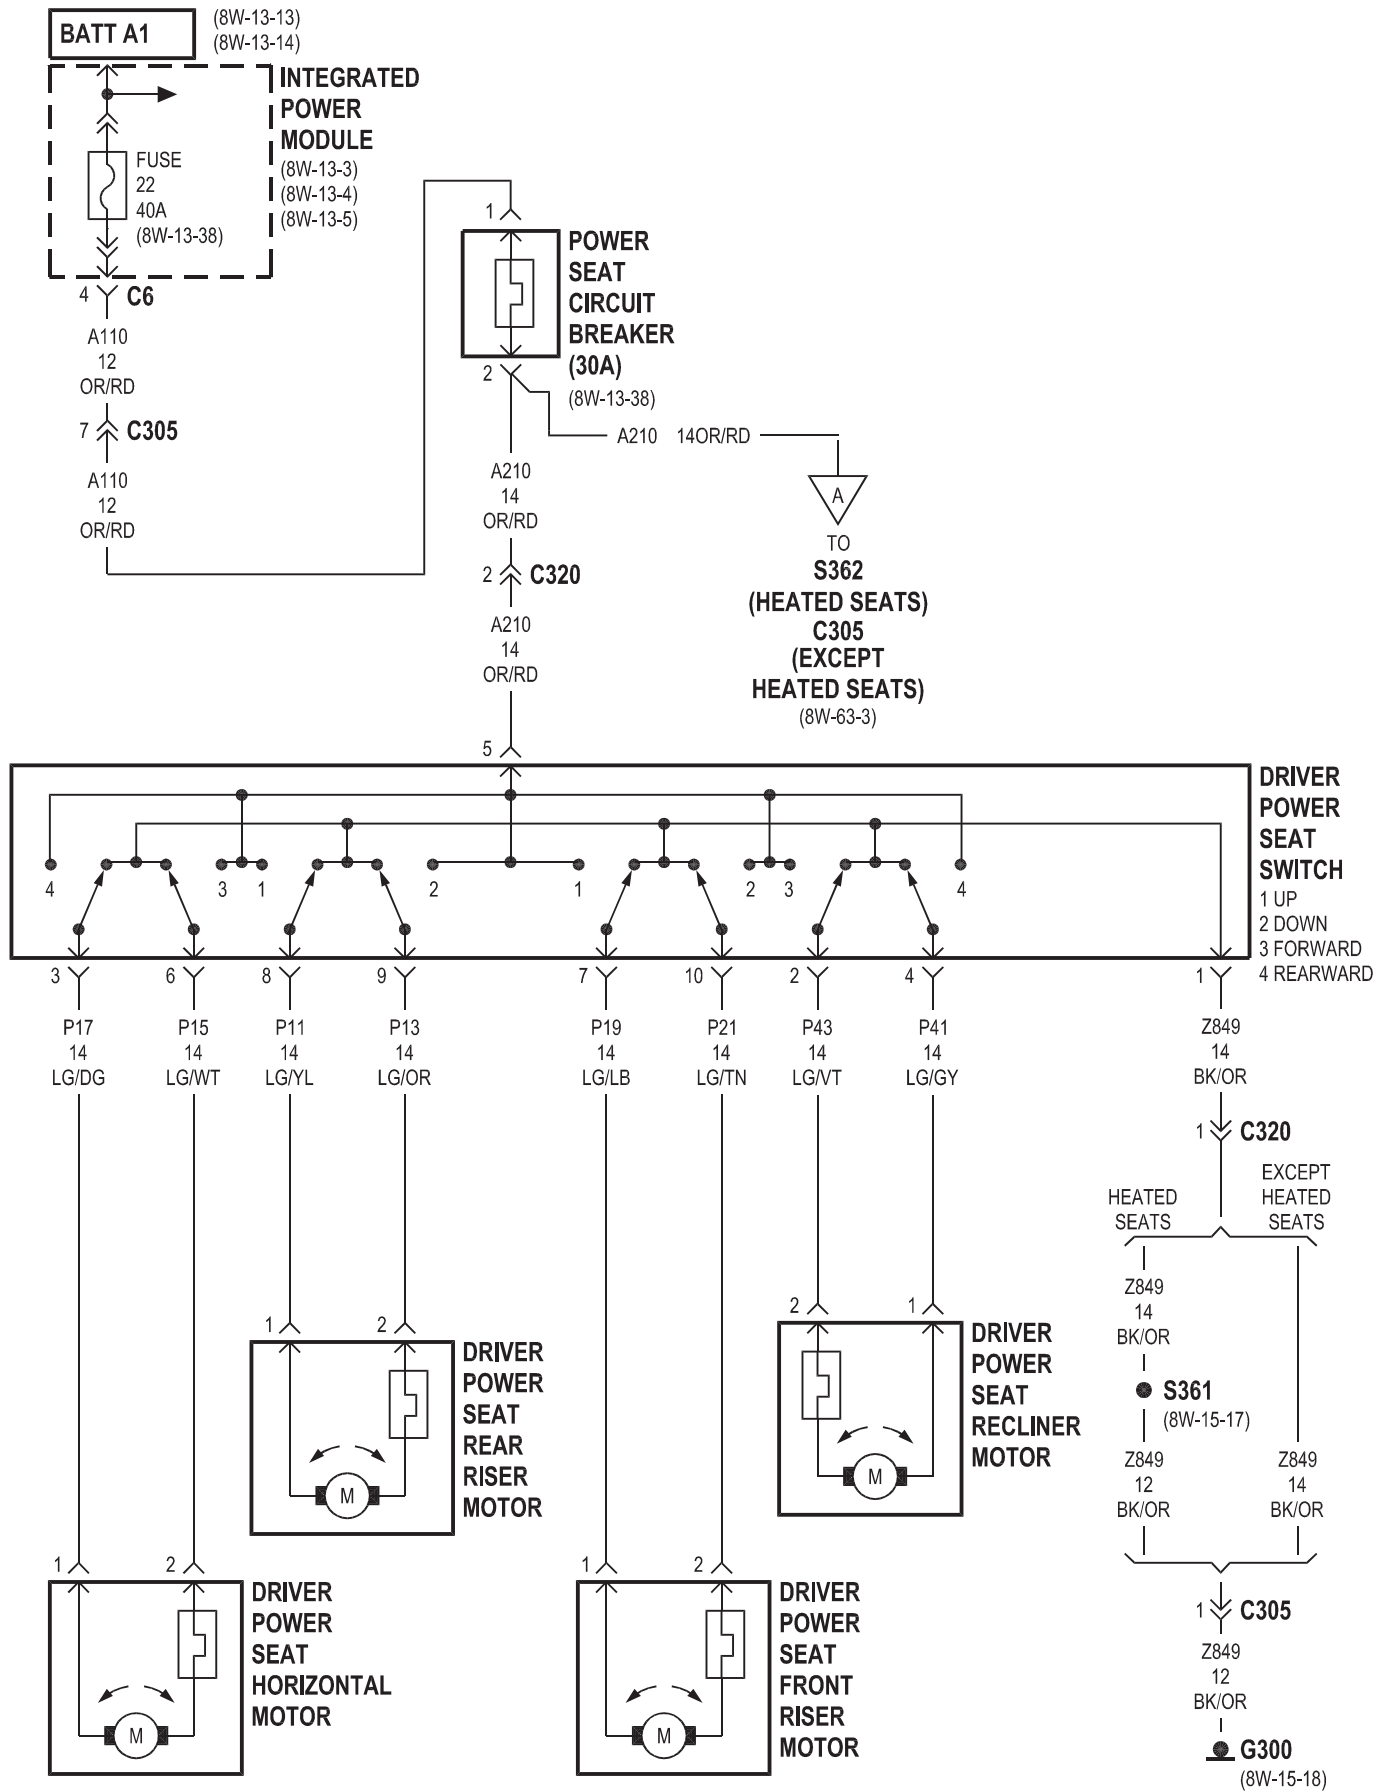 BATT A1
(8W-13-13)
(8W-13-14)
INTEGRATED
POWER
MODULE
(8W-13-3)
(8W-13-4)
(8W-13-5)
FUSE
22
40A
(8W-13-38)
4 C6
A110
12
OR/RD
7 C305
A110
12
OR/RD
1
POWER
SEAT
CIRCUIT
BREAKER
(30A)
(8W-13-38)
2
A210 14OR/RD
A
TO
S362
(HEATED SEATS)
C305
(EXCEPT
HEATED SEATS)
(8W-63-3)
A210
14
OR/RD
2 C320
A210
14
OR/RD
5
DRIVER
POWER
SEAT
SWITCH
1 UP
2 DOWN
3 FORWARD
4 REARWARD
4 3 1 2 1 2 3 4
3 6 8 9 7 10 2 4 1
P17 P15 P11 P13 P19 P21 P43 P41 Z849
14 14 14 14 14 14 14 14 14
LG/DG LG/WT LG/YL LG/OR LG/LB LG/TN LG/VT LG/GY BK/OR
1 C320
HEATED
SEATS
EXCEPT
HEATED
SEATS
Z849
14
BK/OR
S361
(8W-15-17)
Z849
12
BK/OR
Z849
14
BK/OR
1 C305
Z849
12
BK/OR
G300
(8W-15-18)
2 1
M
DRIVER
POWER
SEAT
RECLINER
MOTOR
1 2
M
DRIVER
POWER
SEAT
REAR
RISER
MOTOR
1 2
M
DRIVER
POWER
SEAT
HORIZONTAL
MOTOR
1 2
M
DRIVER
POWER
SEAT
FRONT
RISER
MOTOR